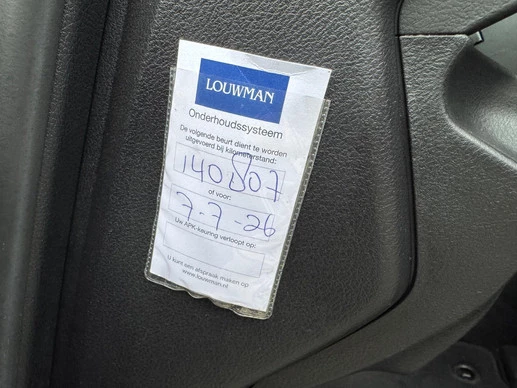 LOUWMAN
Onderhoudssysteem
De volgende beurt dient te worden
uitgevoerd bij kilometerstand:
140807
of voor:
7-7-26
Uw APK-keuring verloopt op:
U kunt een afspraak maken op
www.louwman.nl